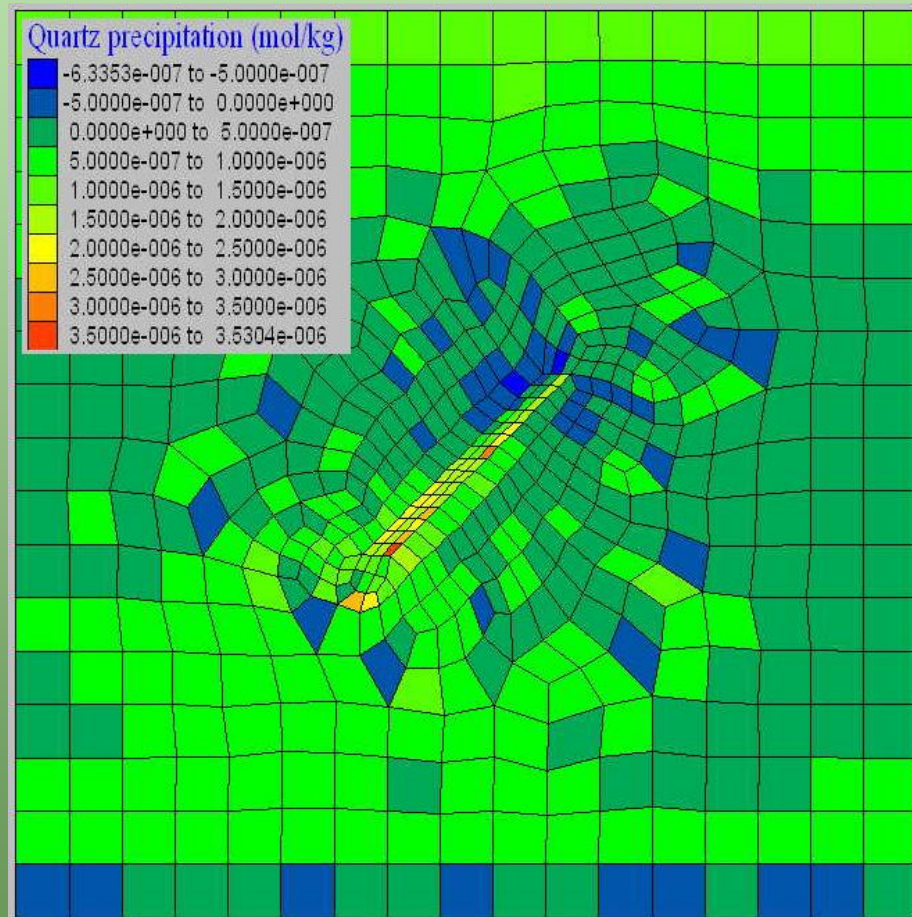 Quartz precipitation (mol/kg)
-6.3353e-007 to -5.0000e-007
-5.0000e-007 to 0.0000e+000
0.0000e+000 to 5.0000e-007
5.0000e-007 to 1.0000e-006
1.0000e-006 to 1.5000e-006
1.5000e-006 to 2.0000e-006
2.0000e-006 to 2.5000e-006
2.5000e-006 to 3.0000e-006
3.0000e-006 to 3.5000e-006
3.5000e-006 to 3.5304e-006